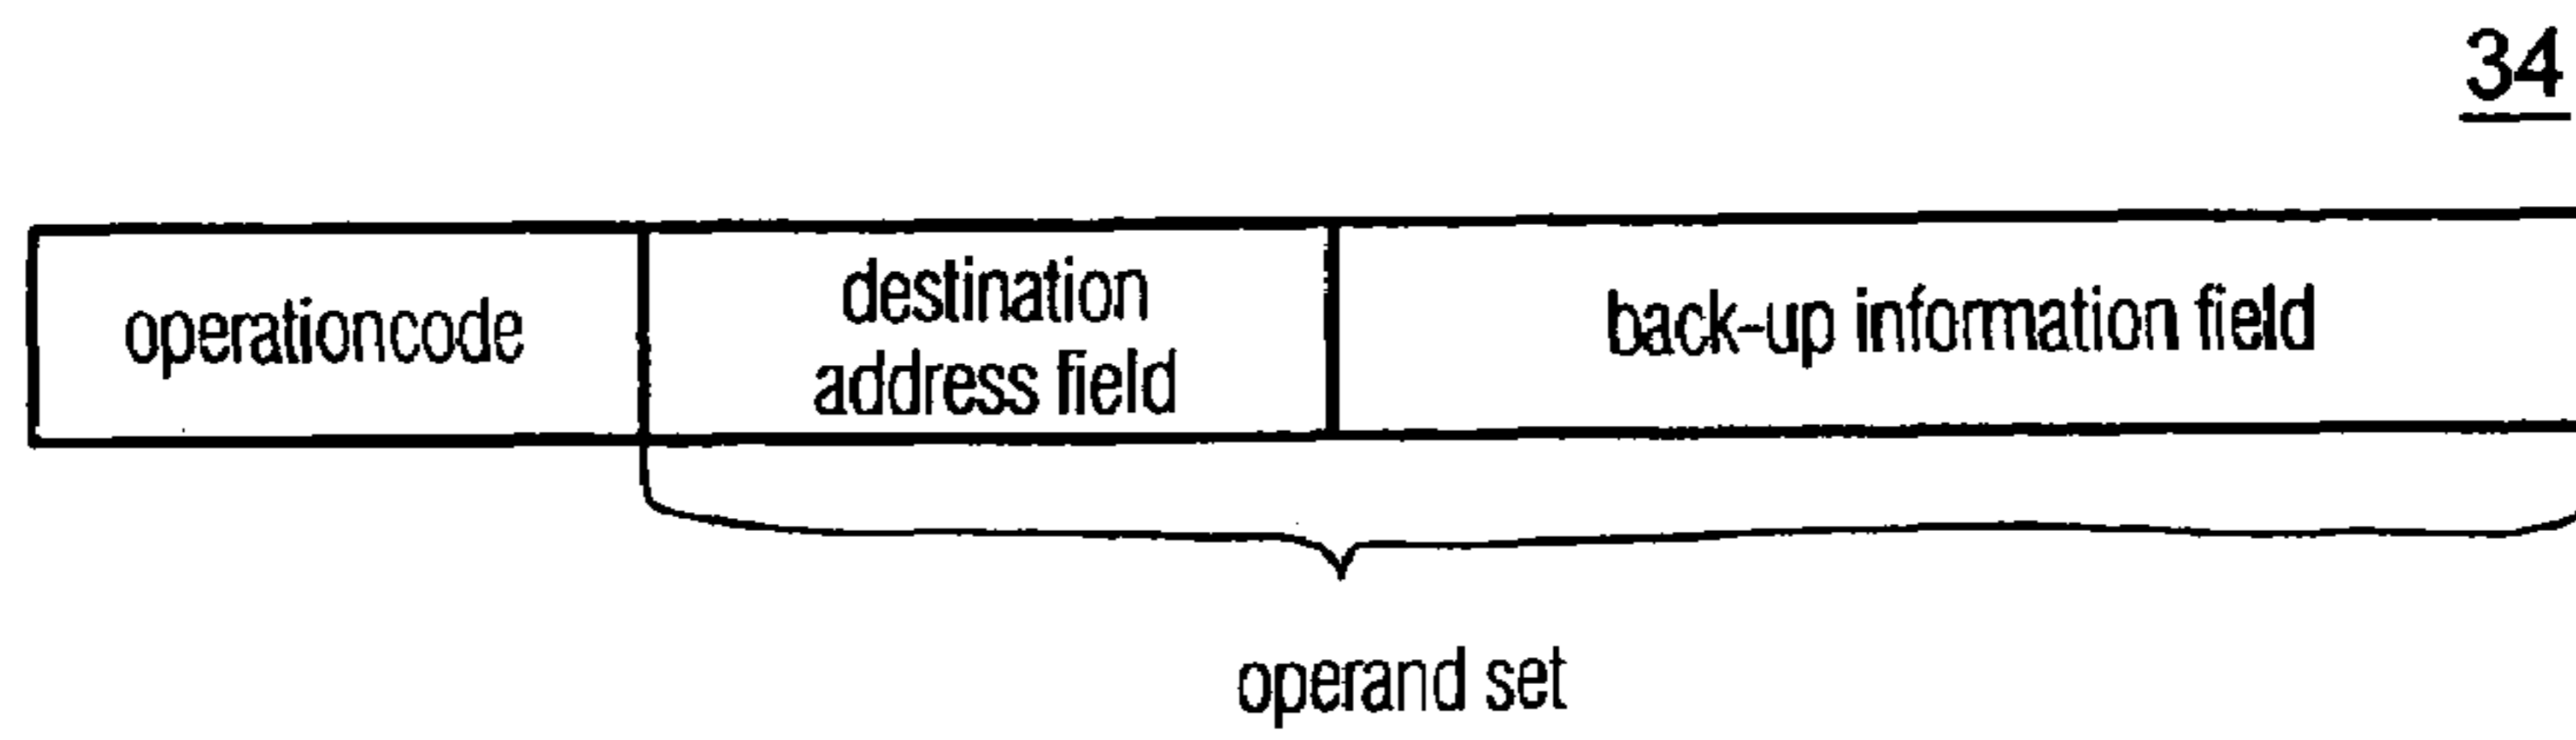 34
operationcode
destination
address field
back-up information field
operand set